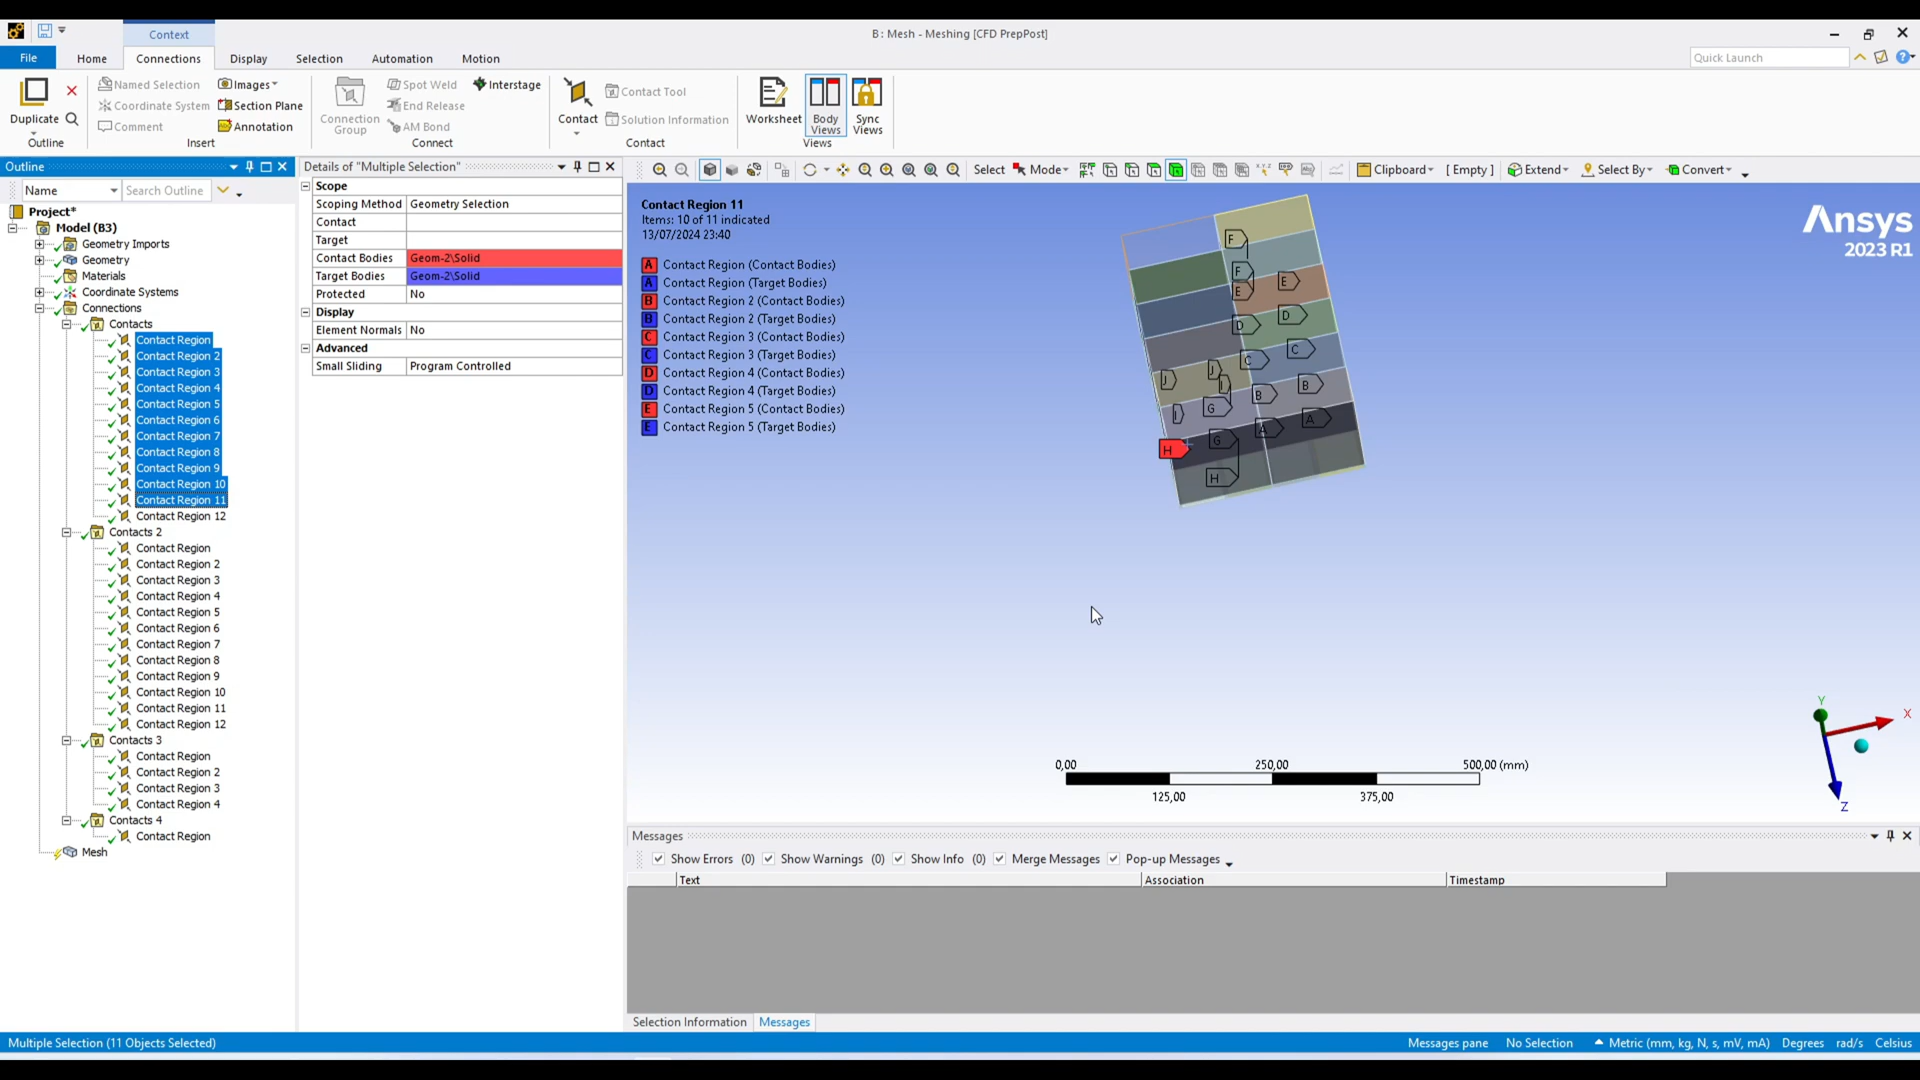 Context
B : Mesh - Meshing [CFD PrepPost]
File
Home
Connections
Display
Selection
Automation
Motion
Quick Launch
Duplicate
Outline
Named Selection
Coordinate System
Comment
Images
Section Plane
Annotation
Insert
Connection Group
Spot Weld
End Release
AM Bond
Interstage
Connect
Contact
Contact Tool
Solution Information
Contact
Worksheet
Body Views
Sync Views
Views
Outline
Name
Search Outline
Project*
Model (B3)
Geometry Imports
Geometry
Materials
Coordinate Systems
Connections
Contacts
Contact Region
Contact Region 2
Contact Region 3
Contact Region 4
Contact Region 5
Contact Region 6
Contact Region 7
Contact Region 8
Contact Region 9
Contact Region 10
Contact Region 11
Contact Region 12
Contacts 2
Contact Region
Contact Region 2
Contact Region 3
Contact Region 4
Contact Region 5
Contact Region 6
Contact Region 7
Contact Region 8
Contact Region 9
Contact Region 10
Contact Region 11
Contact Region 12
Contacts 3
Contact Region
Contact Region 2
Contact Region 3
Contact Region 4
Contacts 4
Contact Region
Mesh
Details of "Multiple Selection"
Scope
Scoping Method Geometry Selection
Contact
Target
Contact Bodies Geom-2\Solid
Target Bodies Geom-2\Solid
Protected No
Display
Element Normals No
Advanced
Small Sliding Program Controlled
Select
Mode
Clipboard
[ Empty ]
Extend
Select By
Convert
Contact Region 11
Items: 10 of 11 indicated
13/07/2024 23:40
A Contact Region (Contact Bodies)
A Contact Region (Target Bodies)
B Contact Region 2 (Contact Bodies)
B Contact Region 2 (Target Bodies)
C Contact Region 3 (Contact Bodies)
C Contact Region 3 (Target Bodies)
D Contact Region 4 (Contact Bodies)
D Contact Region 4 (Target Bodies)
E Contact Region 5 (Contact Bodies)
E Contact Region 5 (Target Bodies)
F
F
E
E
D
D
C
C
J
J
I
B
B
I
G
A
A
G
H
H
Ansys
2023 R1
Y
X
Z
0,00
250,00
500,00 (mm)
125,00
375,00
Messages
Show Errors (0)
Show Warnings (0)
Show Info (0)
Merge Messages
Pop-up Messages
Text
Association
Timestamp
Selection Information
Messages
Multiple Selection (11 Objects Selected)
Messages pane
No Selection
Metric (mm, kg, N, s, mV, mA)
Degrees
rad/s
Celsius